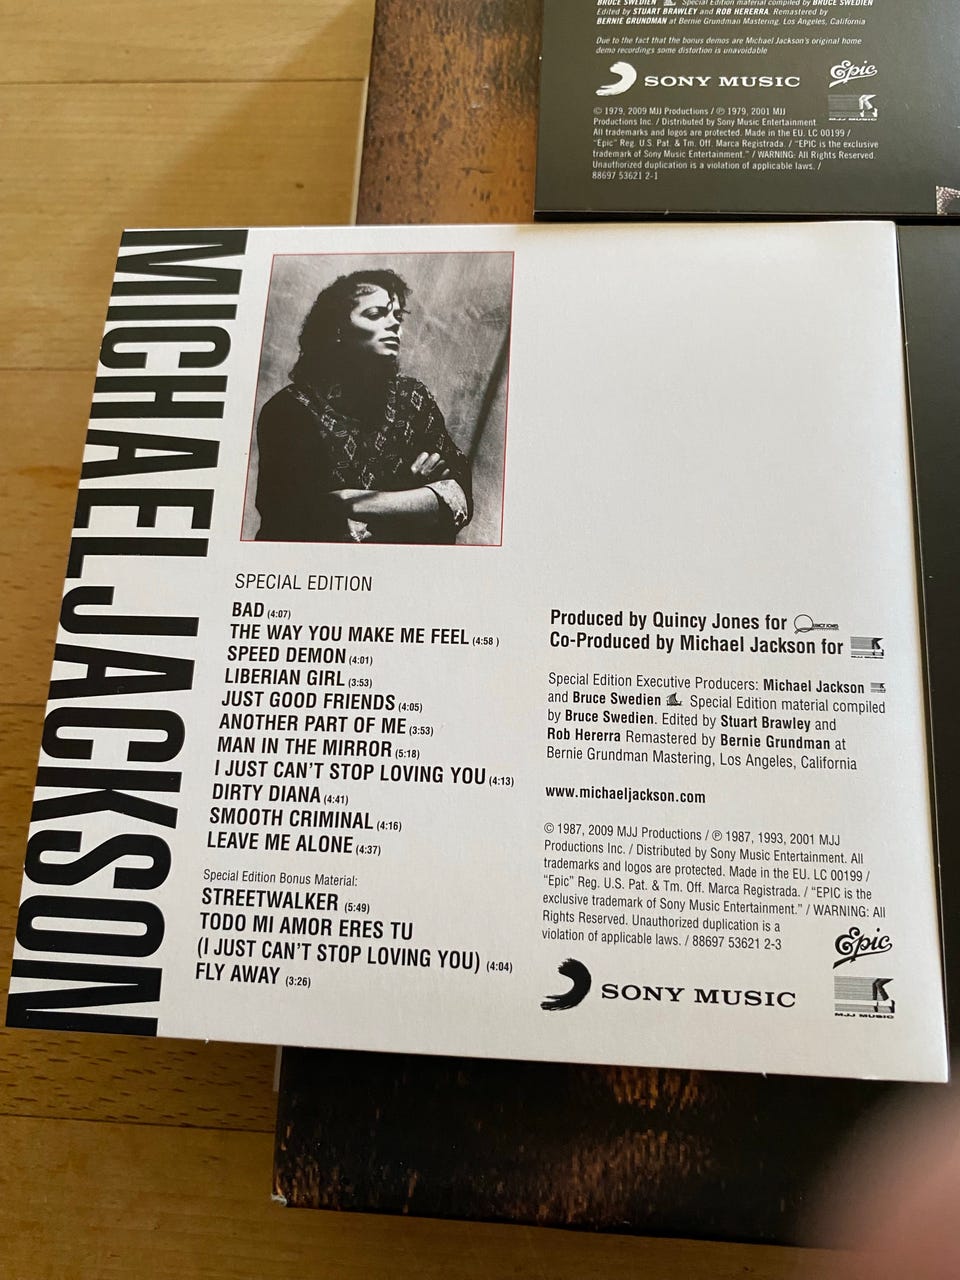 BRUCE SWEDIEN Special Edition material compiled by BRUCE SWEDIEN
Edited by STUART BRAWLEY and ROB HERERRA. Remastered by
BERNIE GRUNDMAN at Bernie Grundman Mastering, Los Angeles, California
Due to the fact that the bonus demos are Michael Jackson's original home
demo recordings some distortion is unavoidable
SONY MUSIC
Epic
MJJ MUSIC
© 1979, 2009 MJJ Productions / ℗ 1979, 2001 MJJ
Productions Inc. / Distributed by Sony Music Entertainment.
All trademarks and logos are protected. Made in the EU. LC 00199 /
"Epic" Reg. U.S. Pat. & Tm. Off. Marca Registrada. / "EPIC is the exclusive
trademark of Sony Music Entertainment." / WARNING: All Rights Reserved.
Unauthorized duplication is a violation of applicable laws. /
88697 53621 2-1
MICHAEL JACKSON
SPECIAL EDITION
BAD (4:07)
THE WAY YOU MAKE ME FEEL (4:58 )
SPEED DEMON (4:01)
LIBERIAN GIRL (3:53)
JUST GOOD FRIENDS (4:05)
ANOTHER PART OF ME (3:53)
MAN IN THE MIRROR (5:18)
I JUST CAN'T STOP LOVING YOU (4:13)
DIRTY DIANA (4:41)
SMOOTH CRIMINAL (4:16)
LEAVE ME ALONE (4:37)
Special Edition Bonus Material:
STREETWALKER (5:49)
TODO MI AMOR ERES TU
(I JUST CAN'T STOP LOVING YOU) (4:04)
FLY AWAY (3:26)
Produced by Quincy Jones for QUINCY JONES
Co-Produced by Michael Jackson for
Special Edition Executive Producers: Michael Jackson
and Bruce Swedien Special Edition material compiled
by Bruce Swedien. Edited by Stuart Brawley and
Rob Hererra Remastered by Bernie Grundman at
Bernie Grundman Mastering, Los Angeles, California
www.michaeljackson.com
© 1987, 2009 MJJ Productions / ℗ 1987, 1993, 2001 MJJ
Productions Inc. / Distributed by Sony Music Entertainment. All
trademarks and logos are protected. Made in the EU. LC 00199 /
"Epic" Reg. U.S. Pat. & Tm. Off. Marca Registrada. / "EPIC is the
exclusive trademark of Sony Music Entertainment." / WARNING: All
Rights Reserved. Unauthorized duplication is a
violation of applicable laws. / 88697 53621 2-3
Epic
SONY MUSIC
MJJ MUSIC